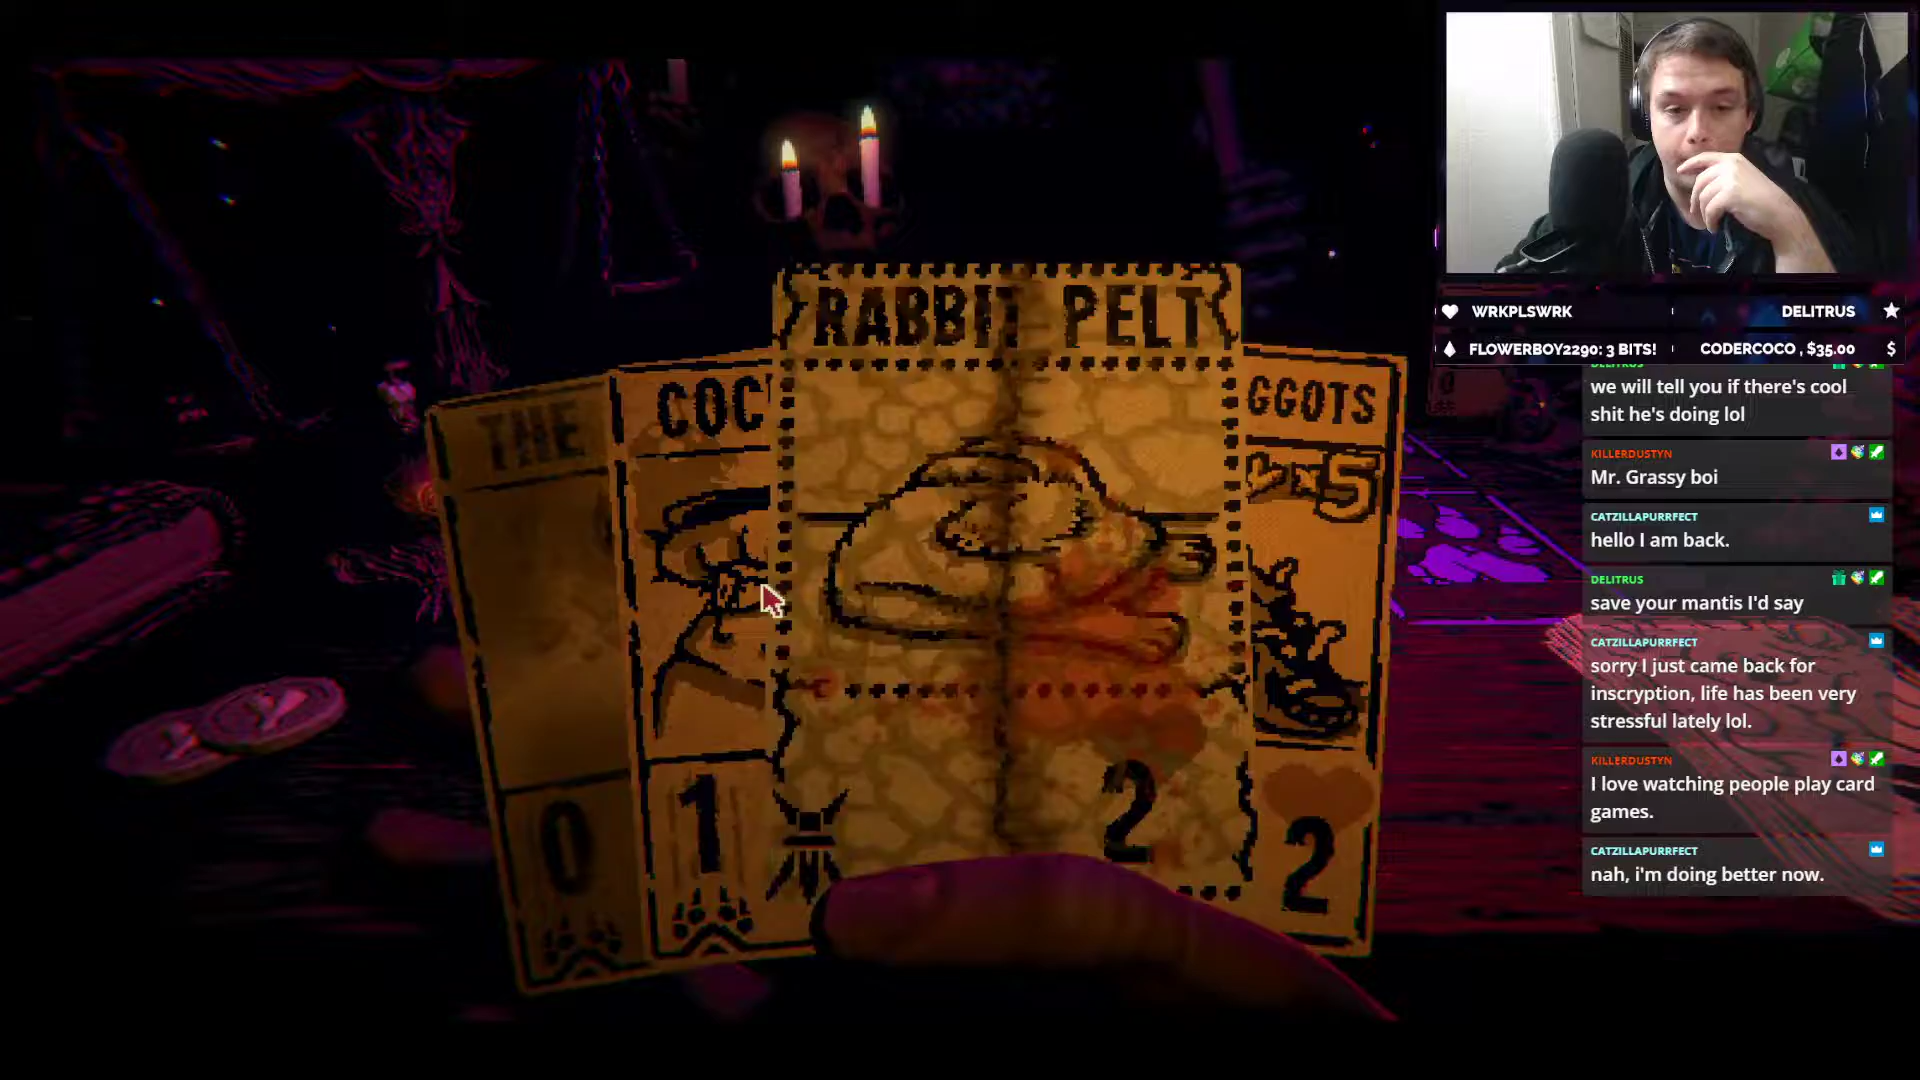 RABBIT PELT
THE
COC
GGOTS
x5
0
1
2
2
WRKPLSWRK
DELITRUS
FLOWERBOY2290: 3 BITS!
CODERCOCO , $35.00
$
DELITRUS
we will tell you if there's cool
shit he's doing lol
KILLERDUSTYN
Mr. Grassy boi
CATZILLAPURRFECT
hello I am back.
DELITRUS
save your mantis I'd say
CATZILLAPURRFECT
sorry I just came back for
inscryption, life has been very
stressful lately lol.
KILLERDUSTYN
I love watching people play card
games.
CATZILLAPURRFECT
nah, i'm doing better now.